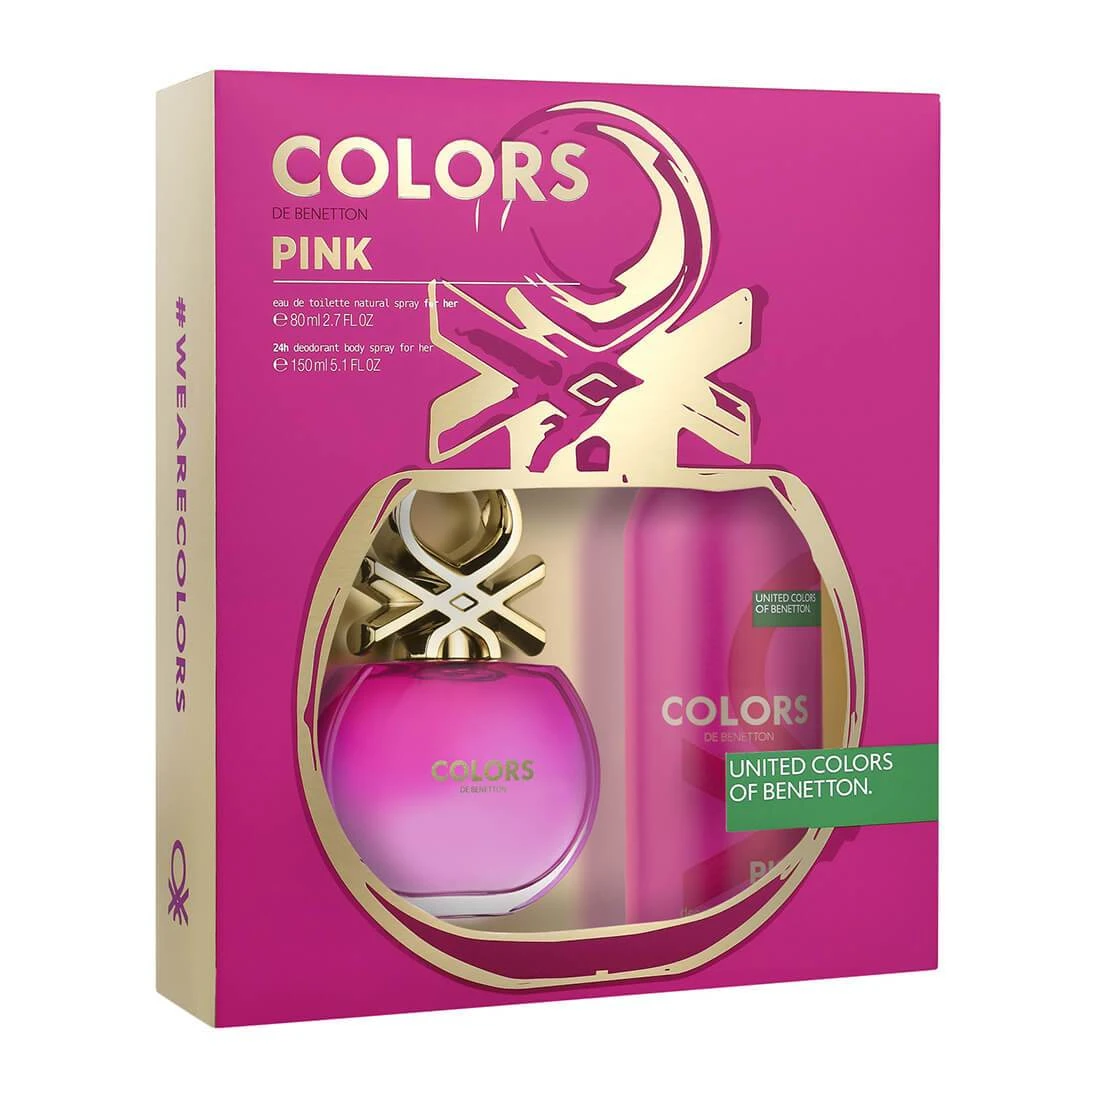 COLORS
DE BENETTON
PINK
eau de toilette natural spray for her
℮ 80 ml 2.7 FL OZ
24h deodorant body spray for her
℮ 150 ml 5.1 FL OZ
#WEARECOLORS
COLORS
DE BENETTON
UNITED COLORS
OF BENETTON.
COLORS
DE BENETTON
UNITED COLORS
OF BENETTON.